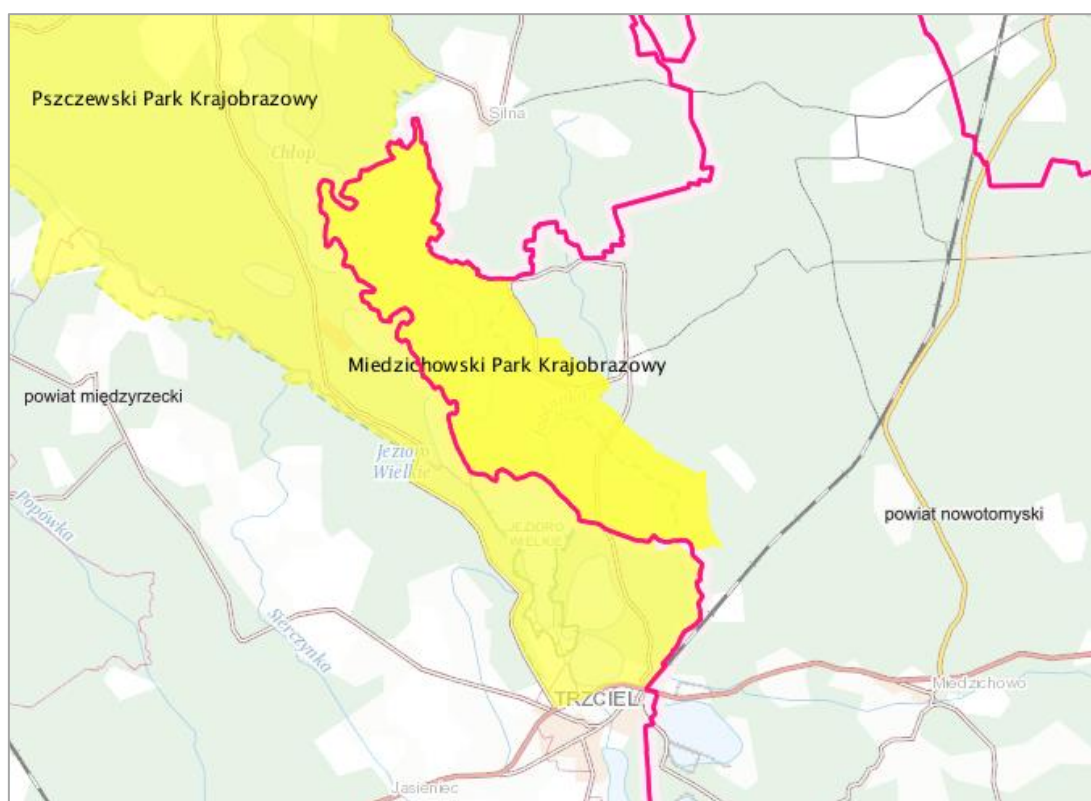 Pszczewski Park Krajobrazowy
Silna
Chłop
Miedzichowski Park Krajobrazowy
powiat międzyrzecki
Jezioro
Wielkie
Popówka
powiat nowotomyski
JEZIORO
WIELKIE
Sierczynka
Miedzichowo
TRZCIEL
Jasieniec